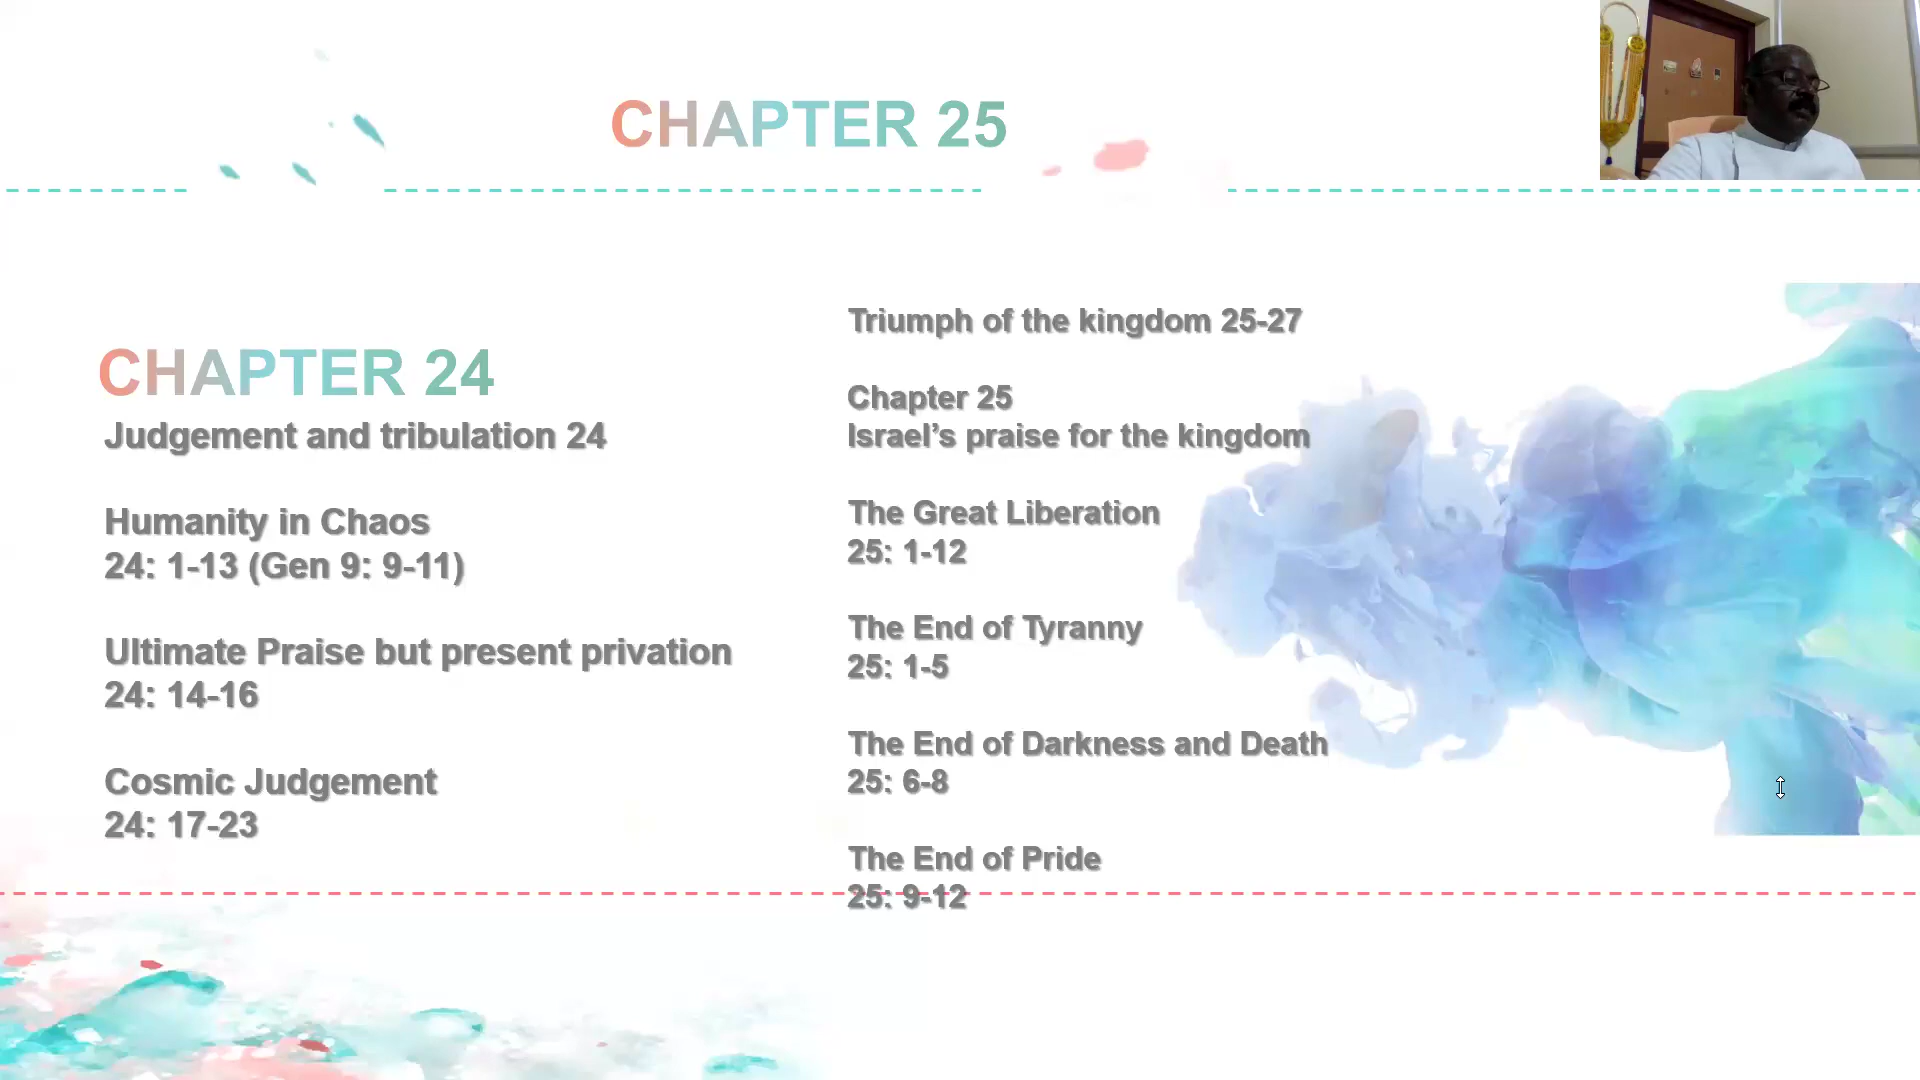 CHAPTER 25
CHAPTER 24
Judgement and tribulation 24
Humanity in Chaos
24: 1-13 (Gen 9: 9-11)
Ultimate Praise but present privation
24: 14-16
Cosmic Judgement
24: 17-23
Triumph of the kingdom 25-27
Chapter 25
Israel’s praise for the kingdom
The Great Liberation
25: 1-12
The End of Tyranny
25: 1-5
The End of Darkness and Death
25: 6-8
The End of Pride
25: 9-12